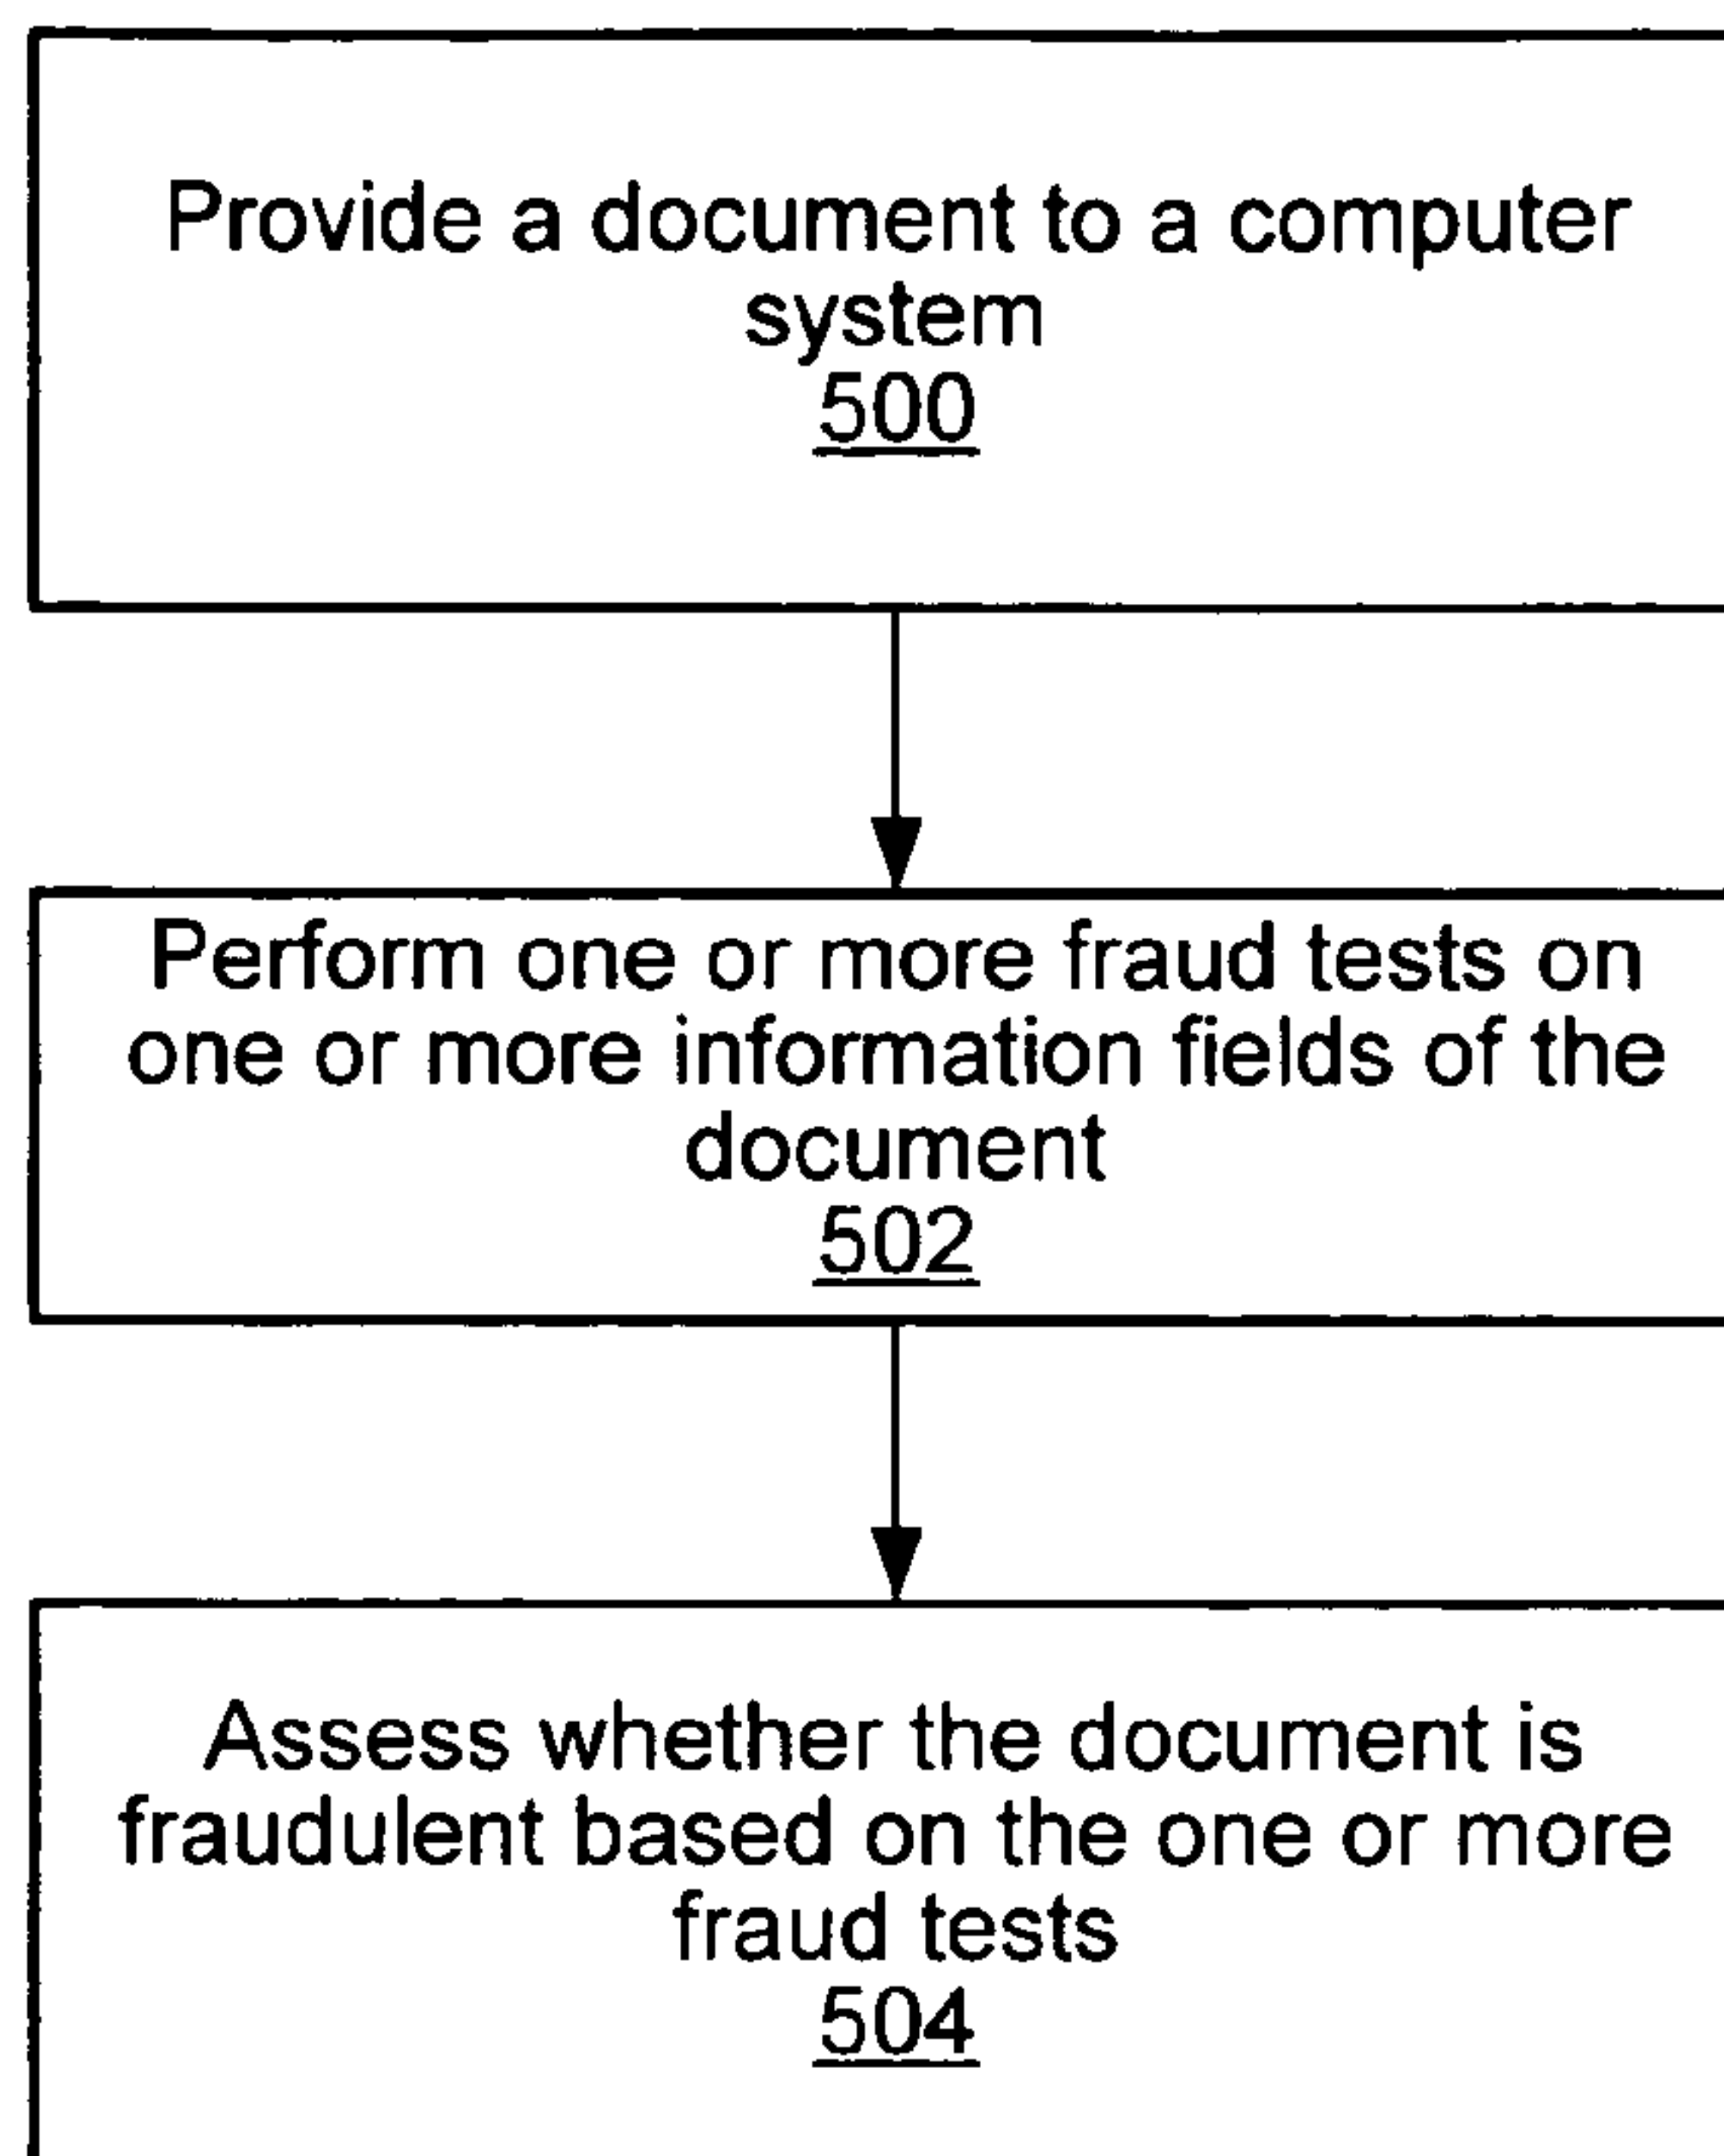 Provide a document to a computer
system
500
Perform one or more fraud tests on
one or more information fields of the
document
502
Assess whether the document is
fraudulent based on the one or more
fraud tests
504